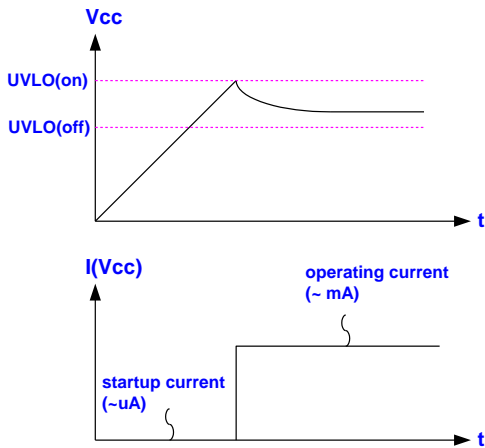 Vcc
UVLO(on)
UVLO(off)
t
I(Vcc)
operating current
(~ mA)
startup current
(~uA)
t